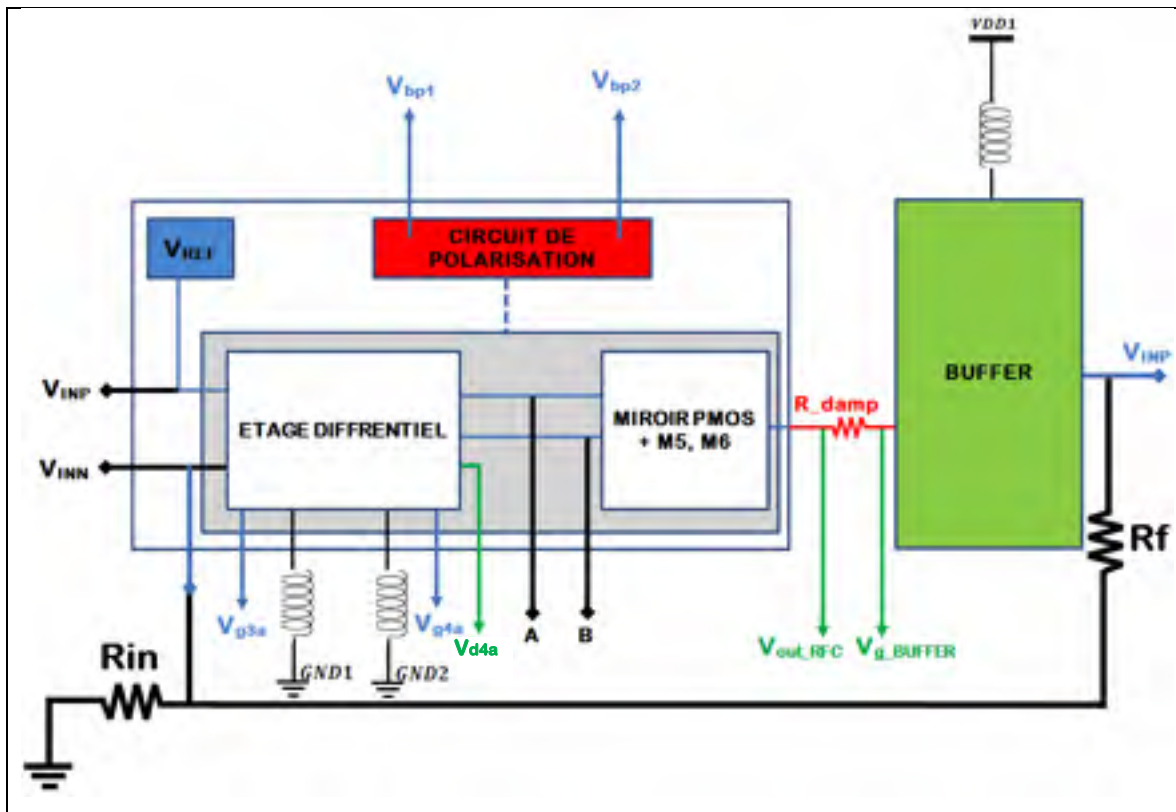 VDD1
Vbp1
Vbp2
VREF
CIRCUIT DE
POLARISATION
VINP
VINN
ETAGE DIFFRENTIEL
MIROIR PMOS
+ M5, M6
R_damp
BUFFER
VINP
Rf
Vg3a
Vg4a
Vd4a
A
B
Vout_RFC
Vg_BUFFER
GND1
GND2
Rin